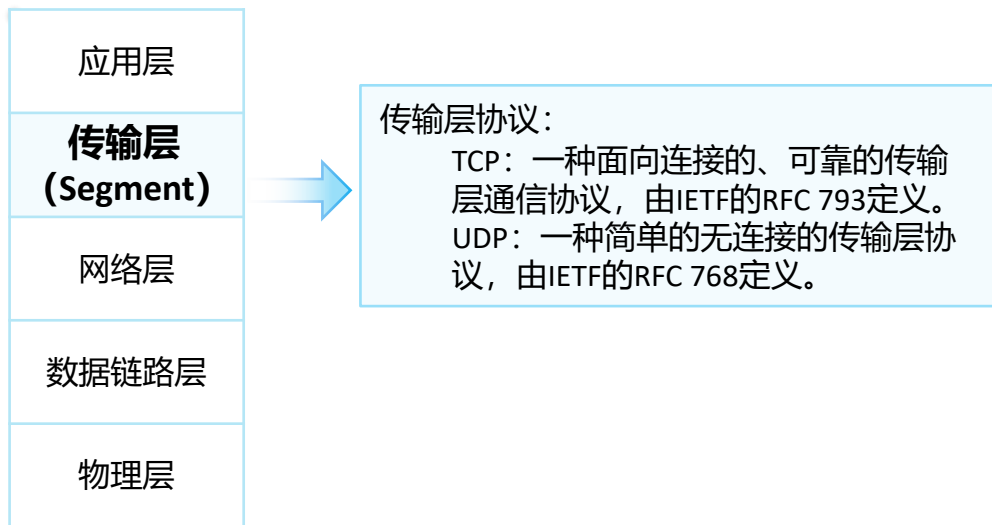 应用层
传输层
（Segment）
网络层
数据链路层
物理层
传输层协议：
TCP：一种面向连接的、可靠的传输
层通信协议，由IETF的RFC 793定义。
UDP：一种简单的无连接的传输层协
议，由IETF的RFC 768定义。